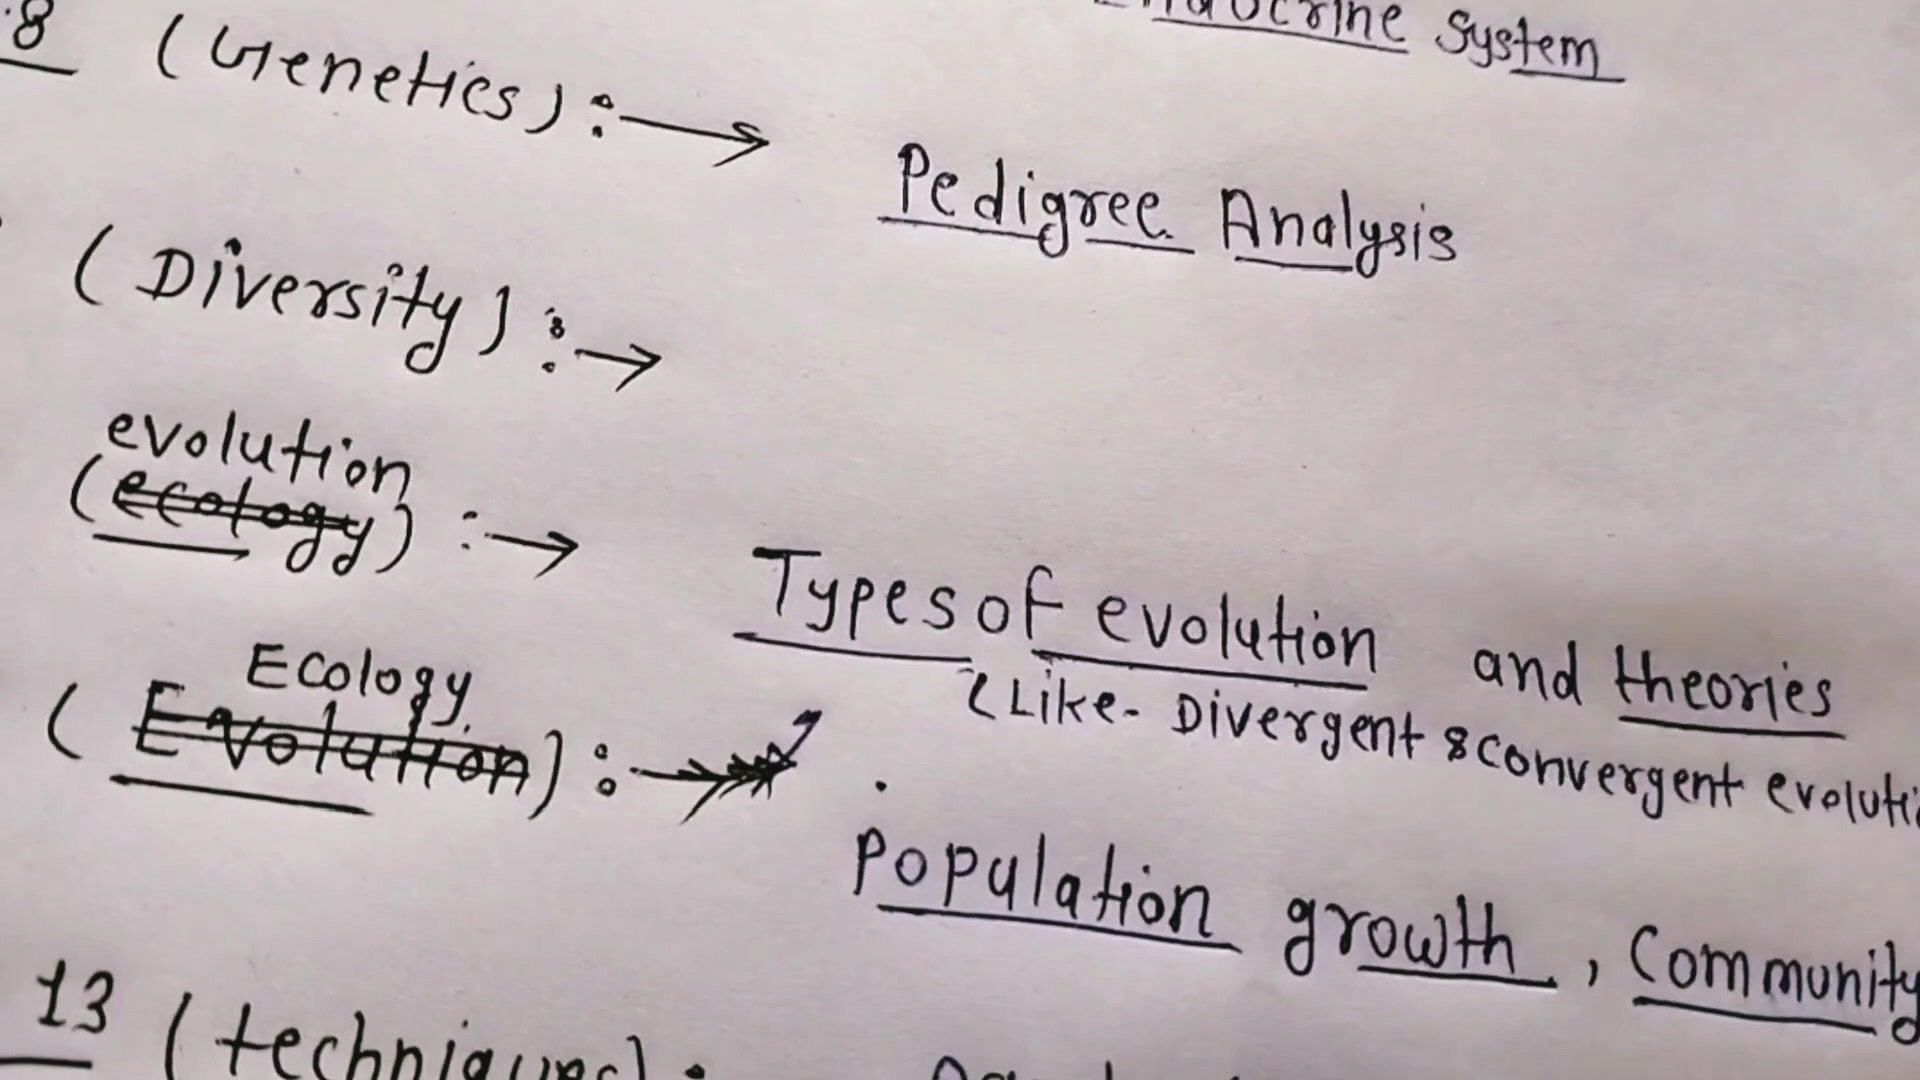 System
8 (Genetics) :→ Pedigree Analysis
(Diversity) :→
evolution
(ecology) :→ Types of evolution and theories
(Like- Divergent & convergent
Ecology
(Evolution) :→
Population growth, Community
13 (techniques) :